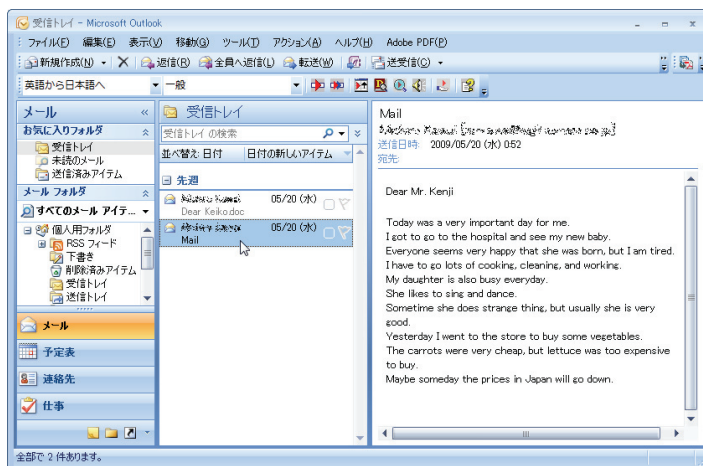 受信トレイ - Microsoft Outlook
ファイル(F) 編集(E) 表示(V) 移動(G) ツール(T) アクション(A) ヘルプ(H) Adobe PDF(P)
新規作成(N) 返信(R) 全員へ返信(L) 転送(W) 送受信(C)
英語から日本語へ 一般
メール «
お気に入りフォルダ
受信トレイ
未読のメール
送信済みアイテム
メール フォルダ
すべてのメール アイテ...
個人用フォルダ
RSS フィード
下書き
削除済みアイテム
受信トレイ
送信トレイ
メール
予定表
連絡先
仕事
受信トレイ
受信トレイ の検索
並べ替え: 日付 日付の新しいアイテム
先週
05/20 (水)
Dear Keiko.doc
05/20 (水)
Mail
Mail
送信日時: 2009/05/20 (水) 0:52
宛先:
Dear Mr. Kenji
Today was a very important day for me.
I got to go to the hospital and see my new baby.
Everyone seems very happy that she was born, but I am tired.
I have to go lots of cooking, cleaning, and working.
My daughter is also busy everyday.
She likes to sing and dance.
Sometime she does strange thing, but usually she is very
good.
Yesterday I went to the store to buy some vegetables.
The carrots were very cheap, but lettuce was too expensive
to buy.
Maybe someday the prices in Japan will go down.
全部で 2 件あります。